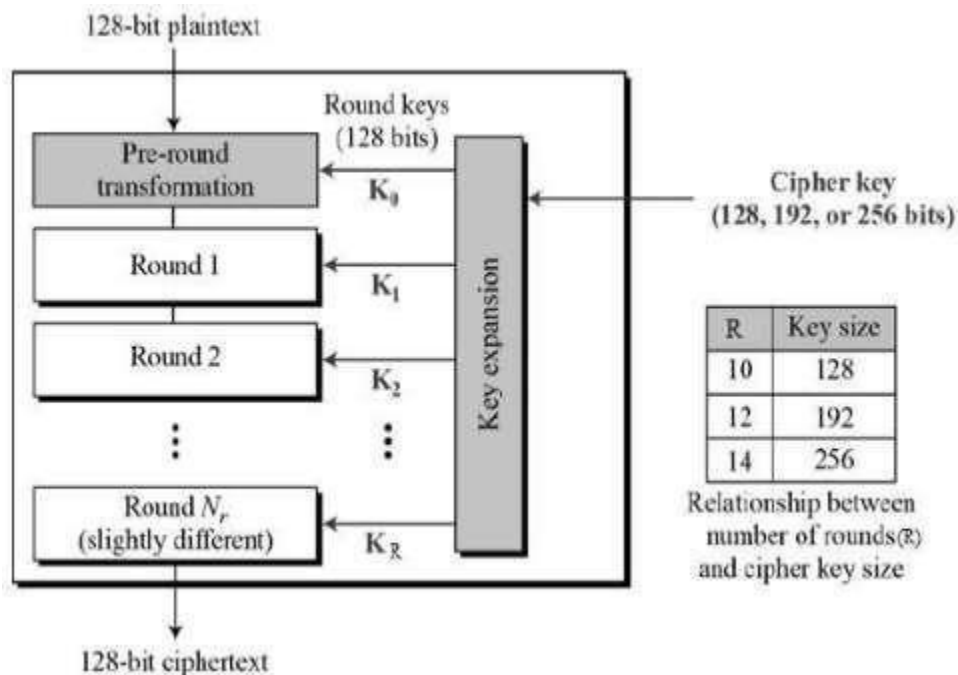 128-bit plaintext
Round keys
(128 bits)
Pre-round
transformation
K0
Cipher key
(128, 192, or 256 bits)
Round 1
K1
Key expansion
R Key size
10 128
12 192
14 256
Round 2
K2
Relationship between
number of rounds(R)
and cipher key size
Round Nr
(slightly different)
KR
128-bit ciphertext